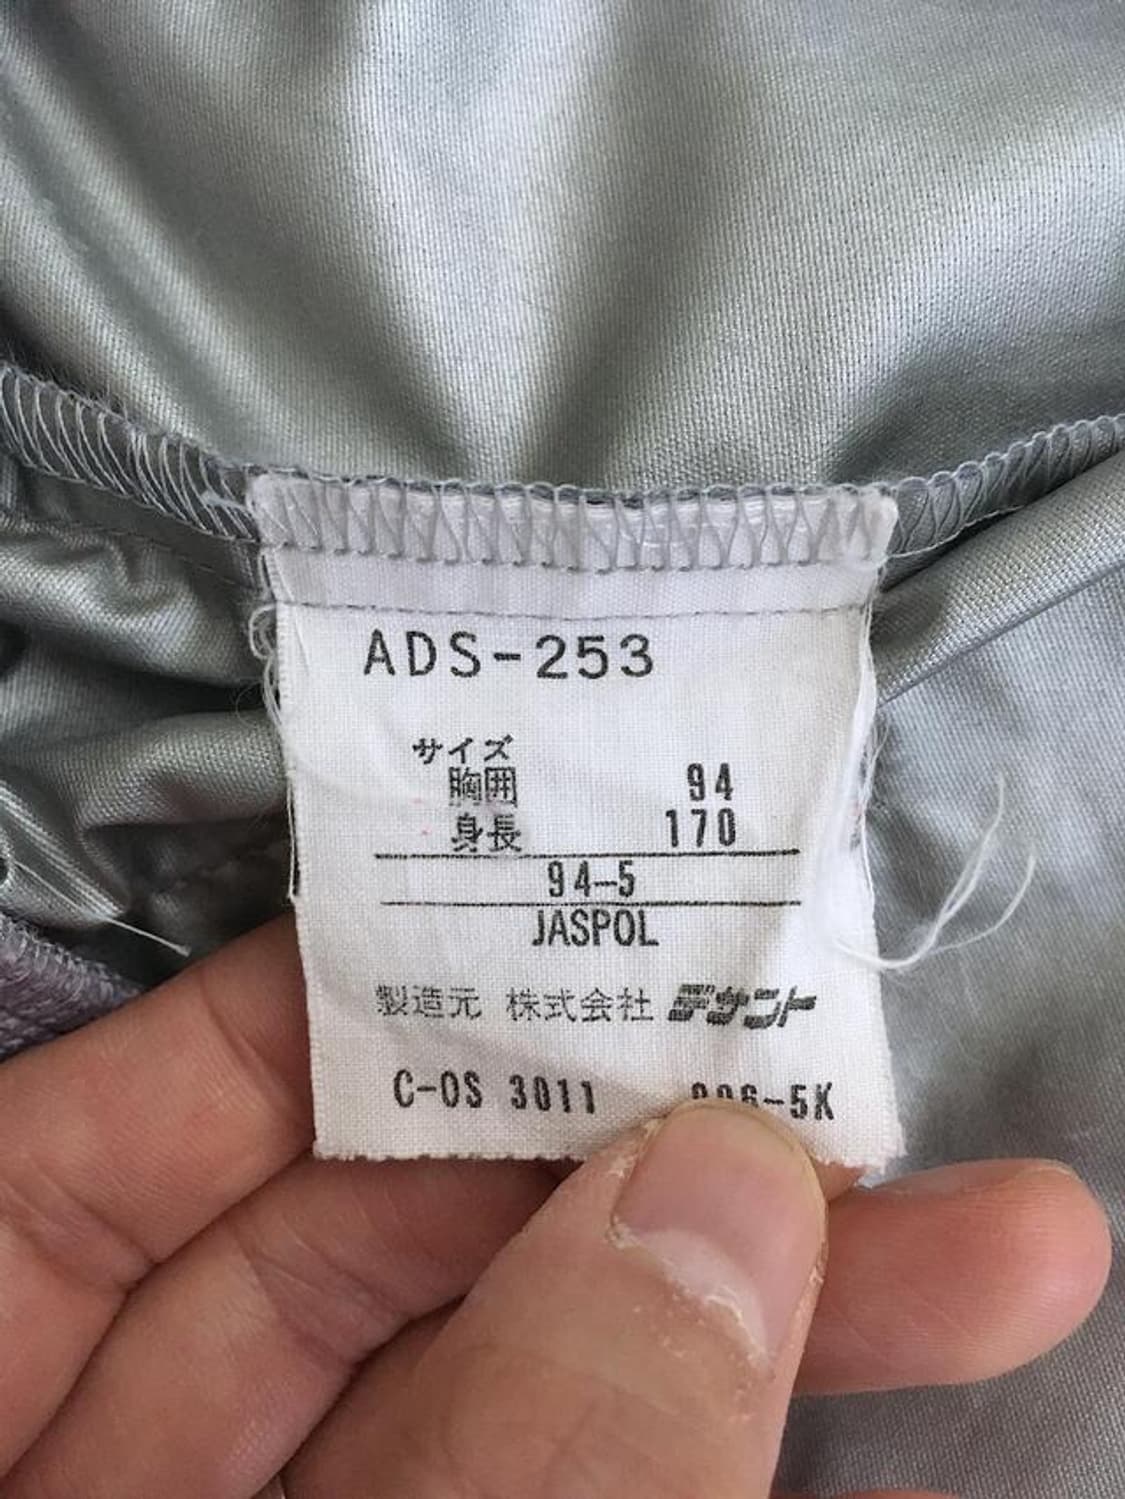 ADS-253
サイズ
胸囲 94
身長 170
94-5
JASPOL
製造元 株式会社 デサント
C-OS 3011